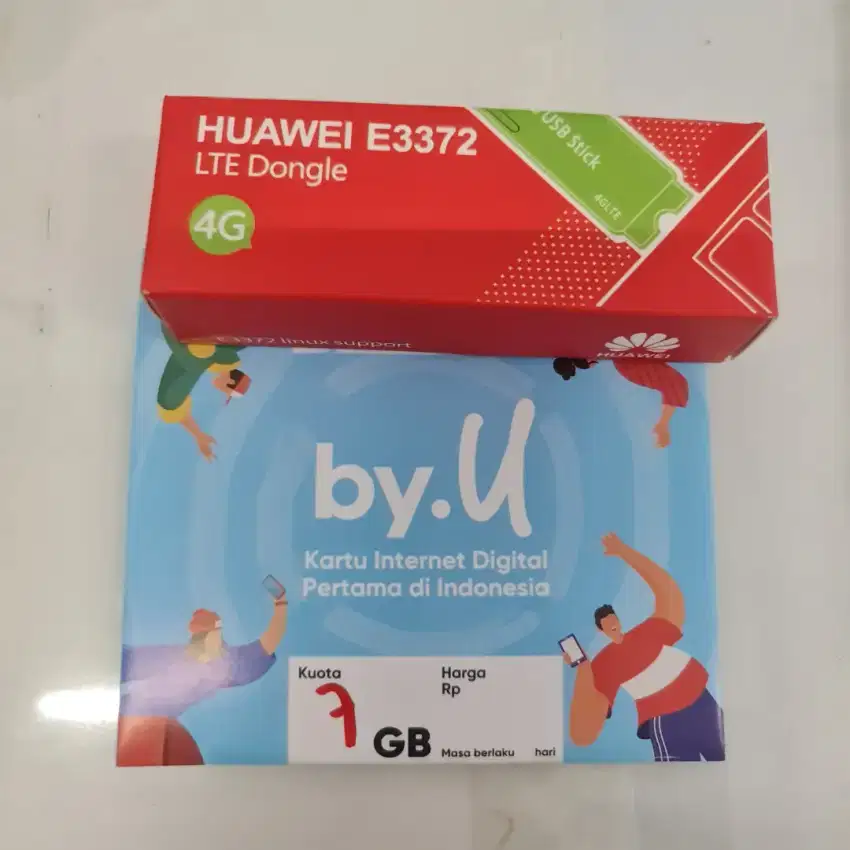 HUAWEI E3372
LTE Dongle
4G
USB Stick
4GLTE
E3372 linux support
HUAWEI
by.U
Kartu Internet Digital
Pertama di Indonesia
Kuota
7 GB
Harga
Rp
Masa berlaku hari